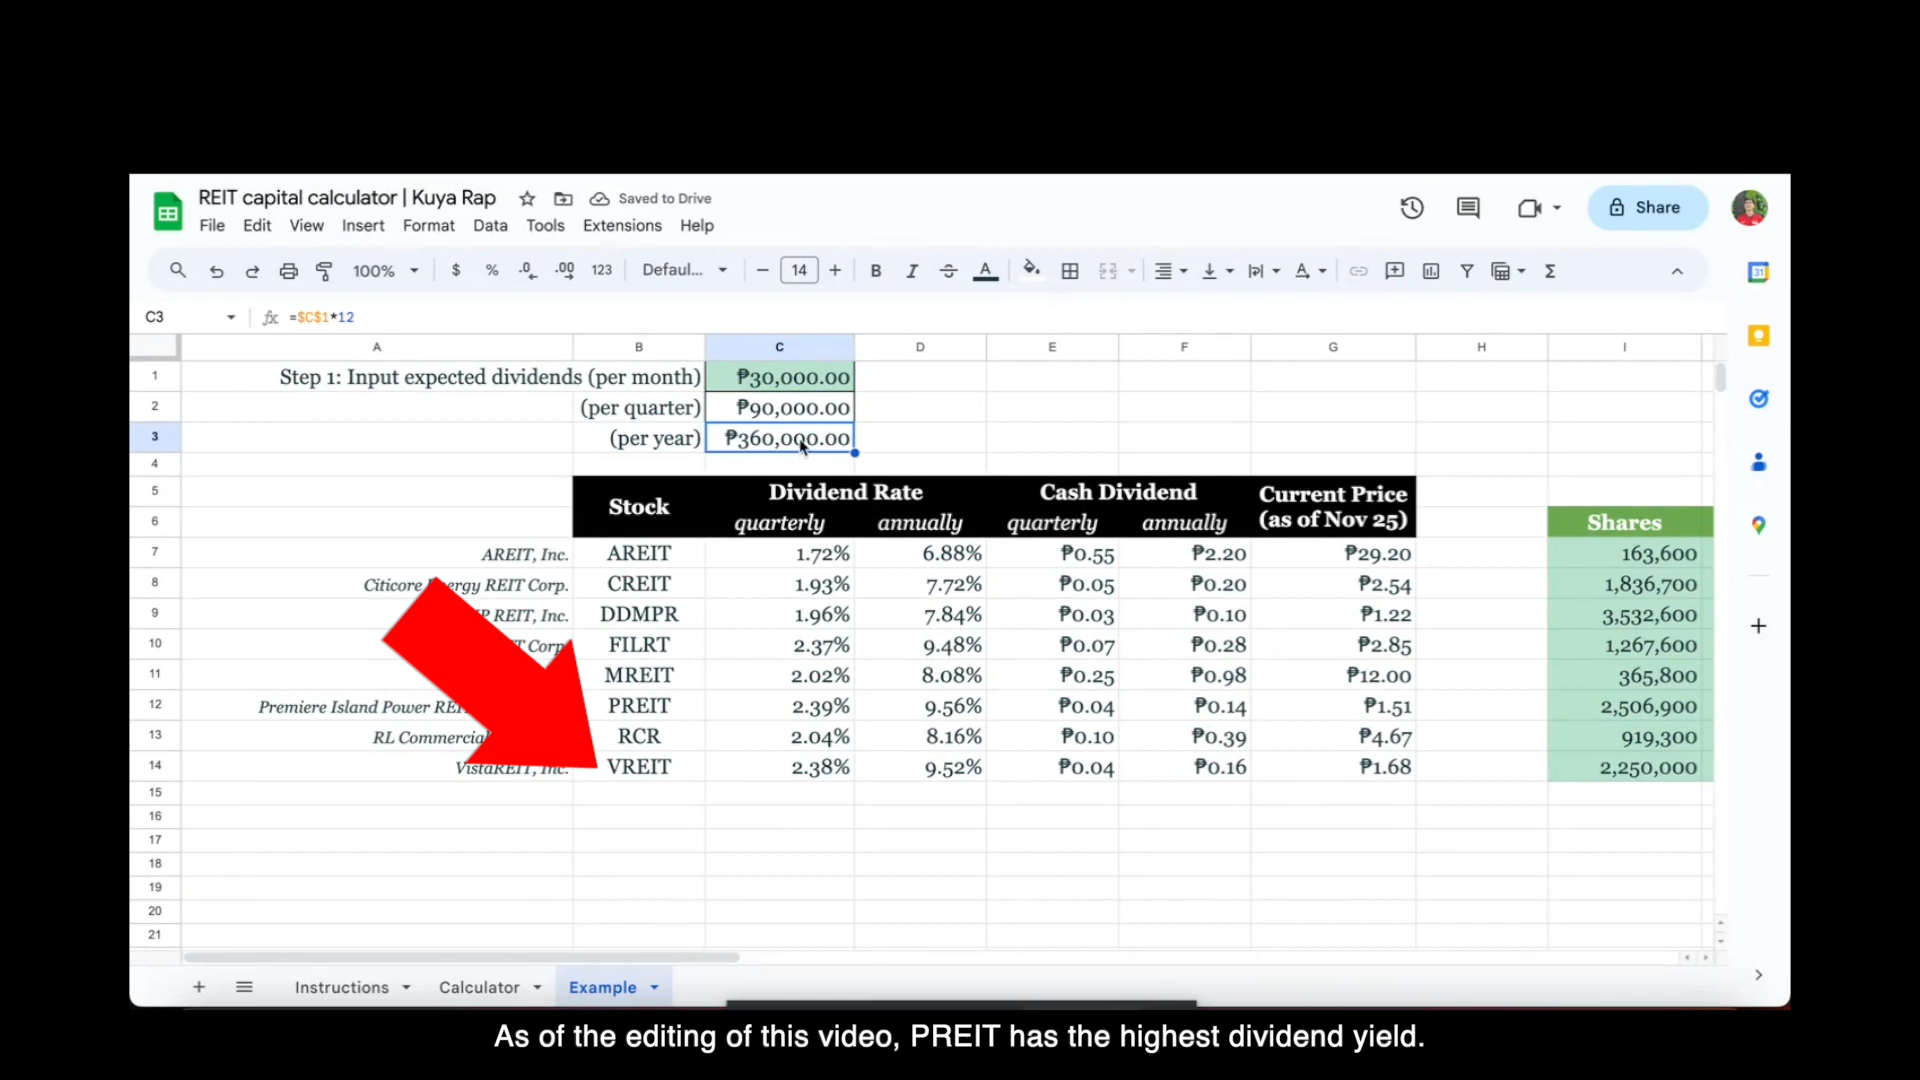 REIT capital calculator | Kuya Rap Saved to Drive
File Edit View Insert Format Data Tools Extensions Help
Share
100% $ % .0 .00 123 Defaul... 14 B I A Σ
31
C3 fx =$C$1*12
A B C D E F G H I
1 Step 1: Input expected dividends (per month) ₱30,000.00
2 (per quarter) ₱90,000.00
3 (per year) ₱360,000.00
4
5 Stock Dividend Rate Cash Dividend Current Price (as of Nov 25)
6 quarterly annually quarterly annually Shares
7 AREIT, Inc. AREIT 1.72% 6.88% ₱0.55 ₱2.20 ₱29.20 163,600
8 Citicore ergy REIT Corp. CREIT 1.93% 7.72% ₱0.05 ₱0.20 ₱2.54 1,836,700
9 REIT, Inc. DDMPR 1.96% 7.84% ₱0.03 ₱0.10 ₱1.22 3,532,600
10 Corp. FILRT 2.37% 9.48% ₱0.07 ₱0.28 ₱2.85 1,267,600
11 MREIT 2.02% 8.08% ₱0.25 ₱0.98 ₱12.00 365,800
12 Premiere Island Power REI PREIT 2.39% 9.56% ₱0.04 ₱0.14 ₱1.51 2,506,900
13 RL Commercial RCR 2.04% 8.16% ₱0.10 ₱0.39 ₱4.67 919,300
14 VistaREIT, Inc. VREIT 2.38% 9.52% ₱0.04 ₱0.16 ₱1.68 2,250,000
15
16
17
18
19
20
21
Instructions Calculator Example
As of the editing of this video, PREIT has the highest dividend yield.